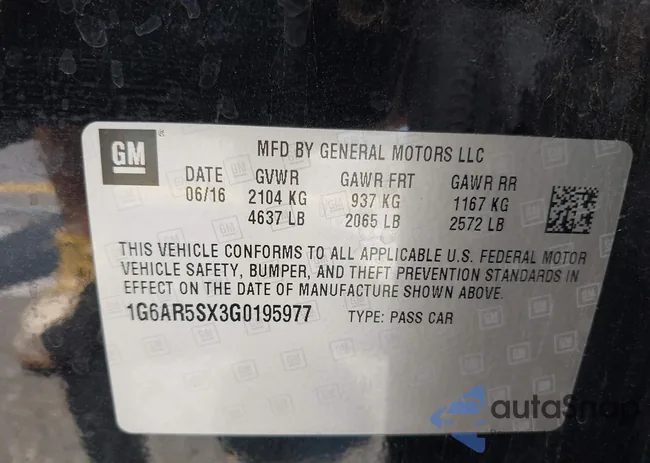 GM
MFD BY GENERAL MOTORS LLC
DATE GVWR GAWR FRT GAWR RR
06/16 2104 KG 937 KG 1167 KG
4637 LB 2065 LB 2572 LB
THIS VEHICLE CONFORMS TO ALL APPLICABLE U.S. FEDERAL MOTOR
VEHICLE SAFETY, BUMPER, AND THEFT PREVENTION STANDARDS IN
EFFECT ON THE DATE OF MANUFACTURE SHOWN ABOVE.
1G6AR5SX3G0195977 TYPE: PASS CAR
autoSnap